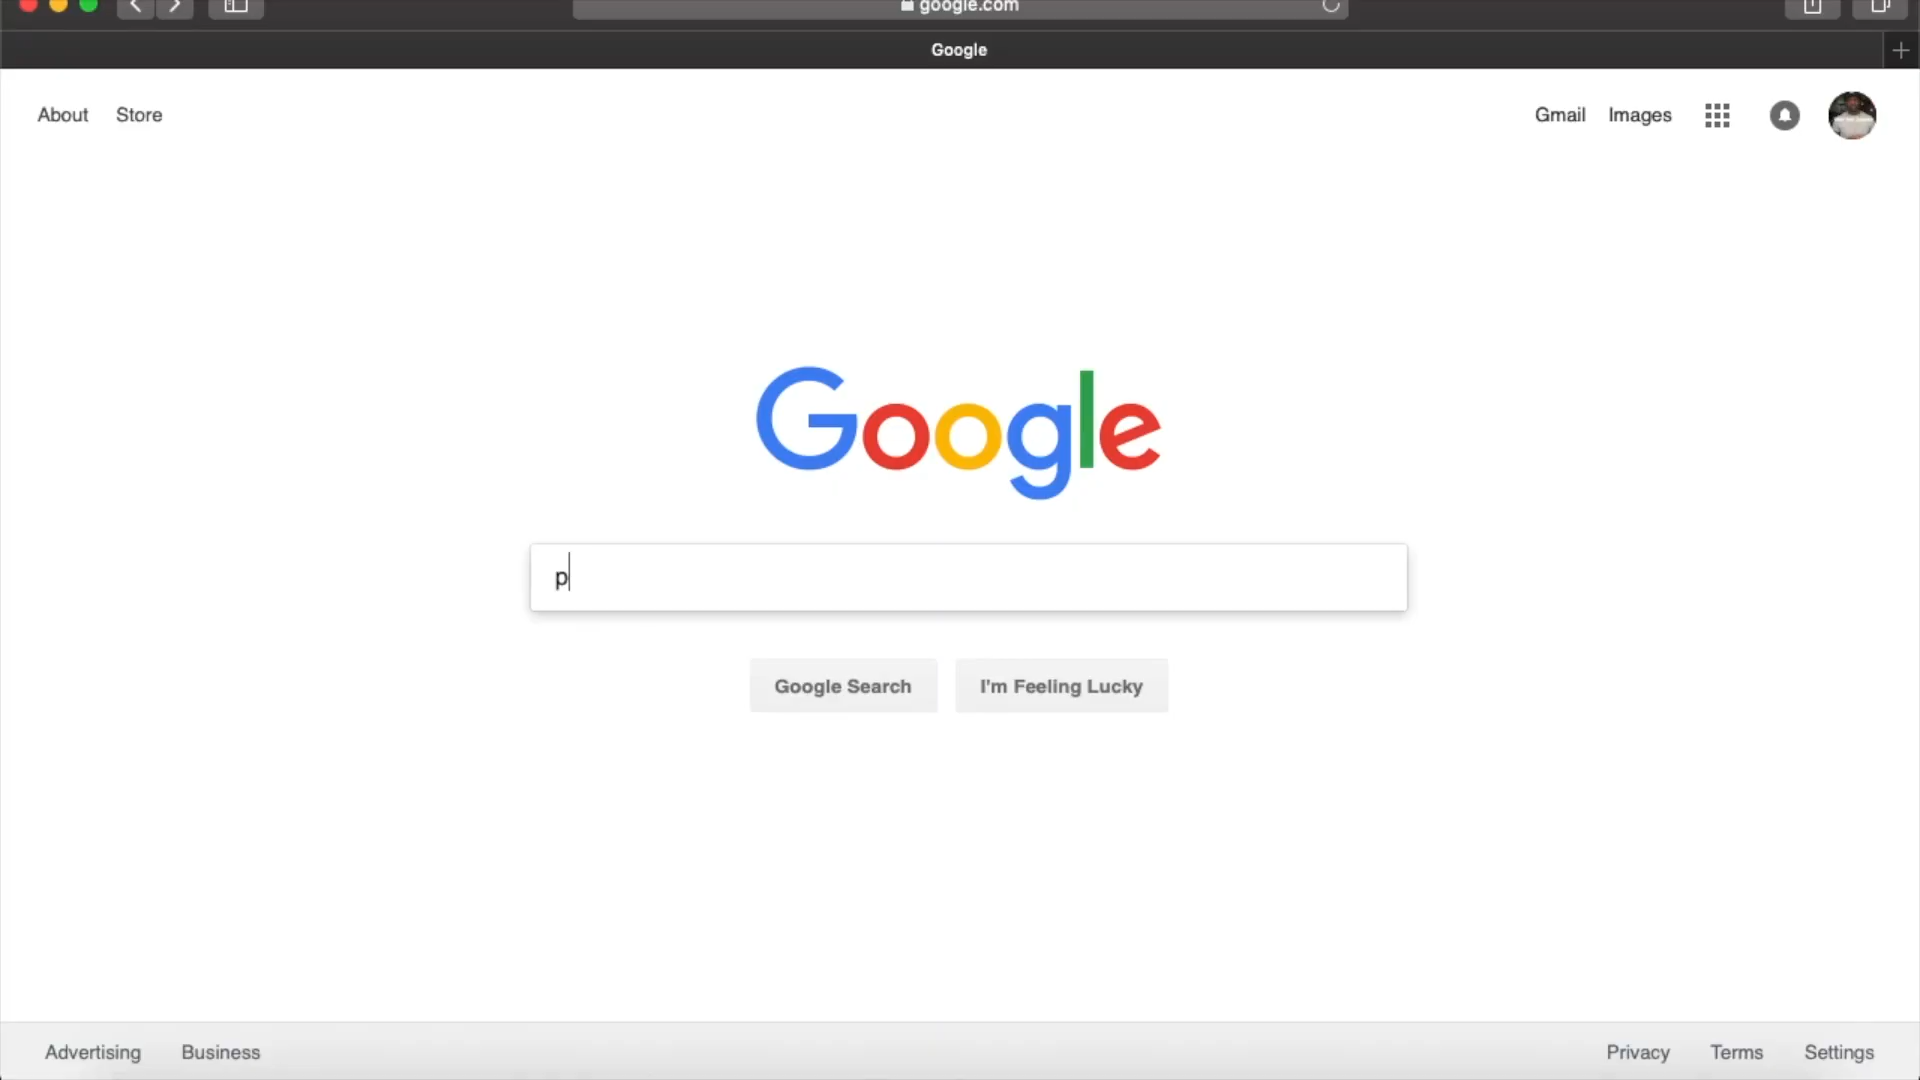 google.com
Google
About Store
Gmail Images
Google
p
Google Search
I'm Feeling Lucky
Advertising Business
Privacy Terms Settings